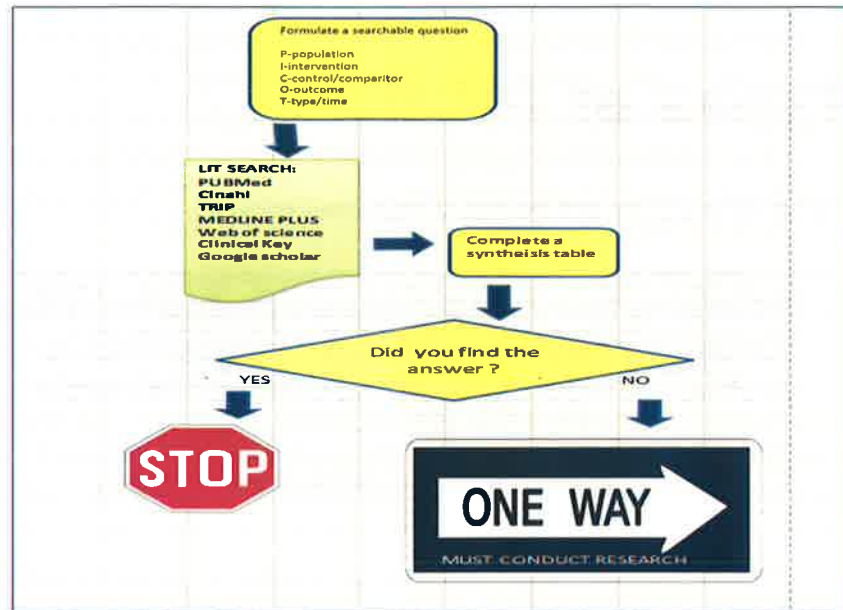 Formulate a searchable question
P-population
I-intervention
C-control/comparitor
O-outcome
T-type/time
LIT SEARCH:
PUBMed
Cinahl
TRIP
MEDLINE PLUS
Web of science
Clinical Key
Google scholar
Complete a
syntheisis table
Did you find the
answer ?
YES
NO
STOP
ONE WAY
MUST CONDUCT RESEARCH